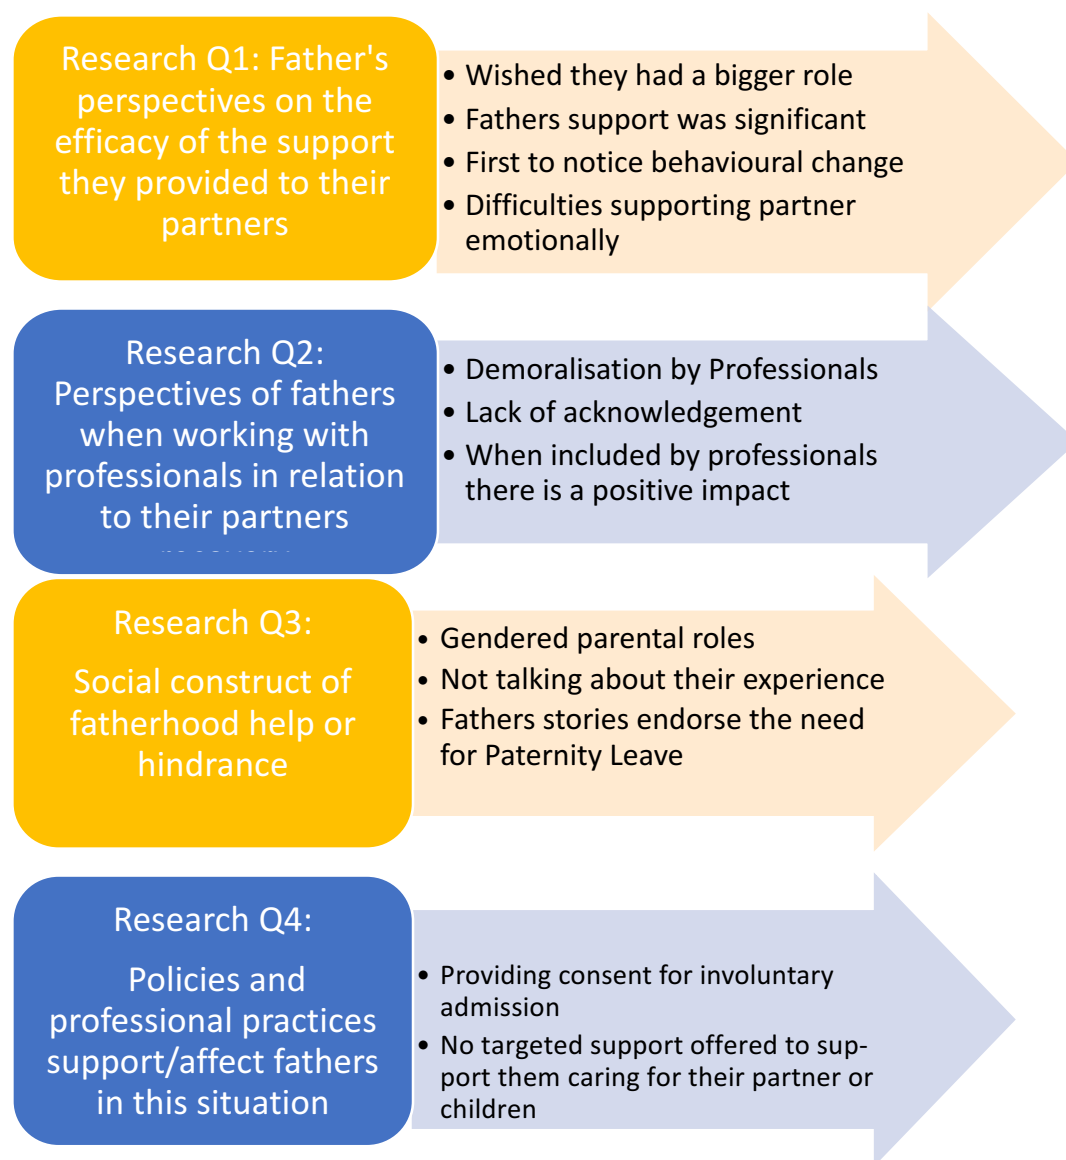 Research Q1: Father's
perspectives on the
efficacy of the support
they provided to their
partners
• Wished they had a bigger role
• Fathers support was significant
• First to notice behavioural change
• Difficulties supporting partner
emotionally
Research Q2:
Perspectives of fathers
when working with
professionals in relation
to their partners
• Demoralisation by Professionals
• Lack of acknowledgement
• When included by professionals
there is a positive impact
Research Q3:
Social construct of
fatherhood help or
hindrance
• Gendered parental roles
• Not talking about their experience
• Fathers stories endorse the need
for Paternity Leave
Research Q4:
Policies and
professional practices
support/affect fathers
in this situation
• Providing consent for involuntary
admission
• No targeted support offered to sup-
port them caring for their partner or
children